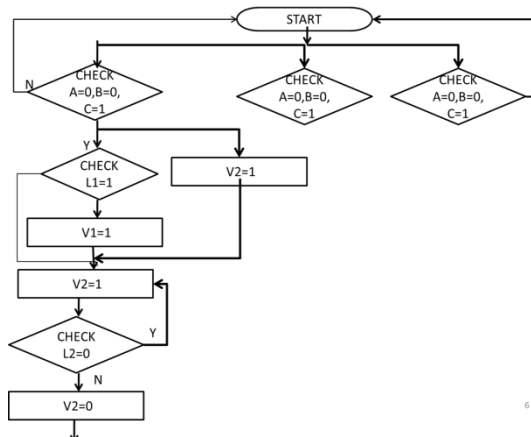 START
N
CHECK
A=0,B=0,
C=1
CHECK
A=0,B=0,
C=1
CHECK
A=0,B=0,
C=1
Y
CHECK
L1=1
V2=1
V1=1
V2=1
CHECK
L2=0
Y
N
V2=0
6